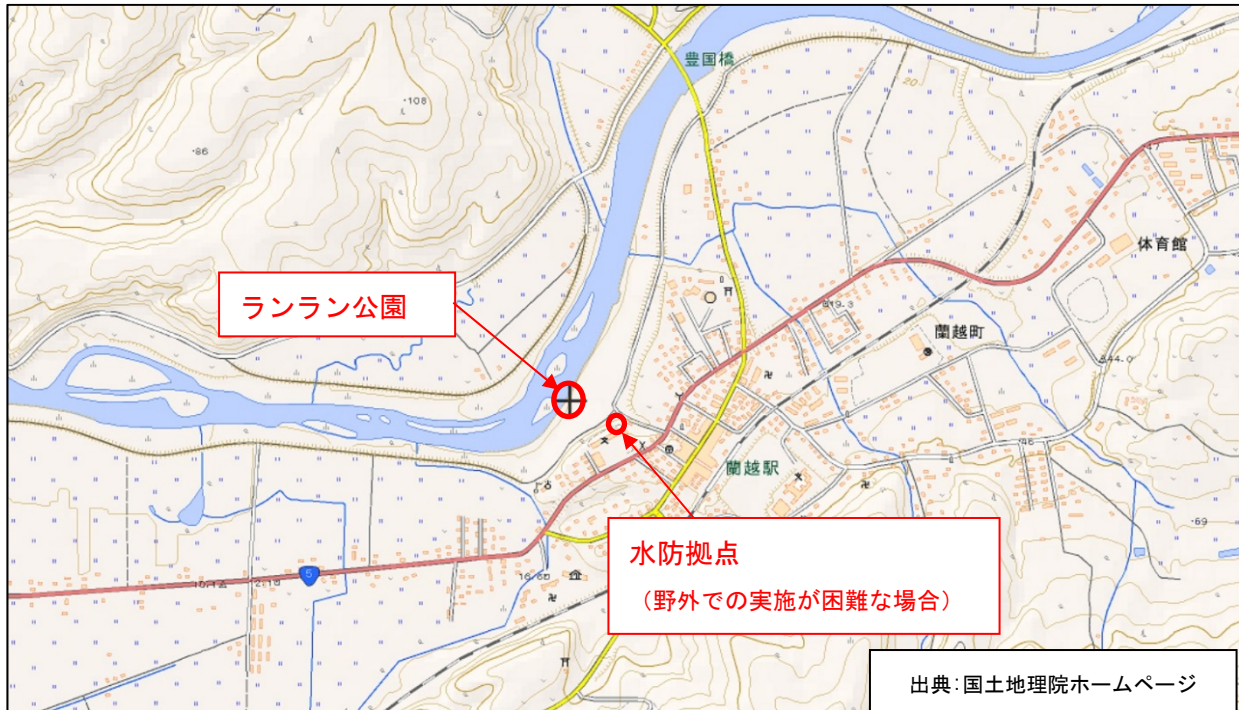 豊国橋
20
・108
・86
47
体育館
ランラン公園
819.3
蘭越町
844.0
蘭越駅
46
水防拠点
（野外での実施が困難な場合）
・69
5
16.6
出典：国土地理院ホームページ